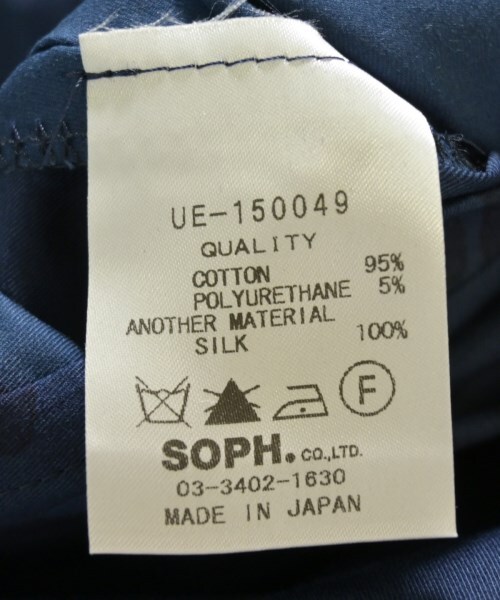 UE-150049
QUALITY
COTTON 95%
POLYURETHANE 5%
ANOTHER MATERIAL
SILK 100%
F
SOPH. CO.,LTD.
03-3402-1630
MADE IN JAPAN